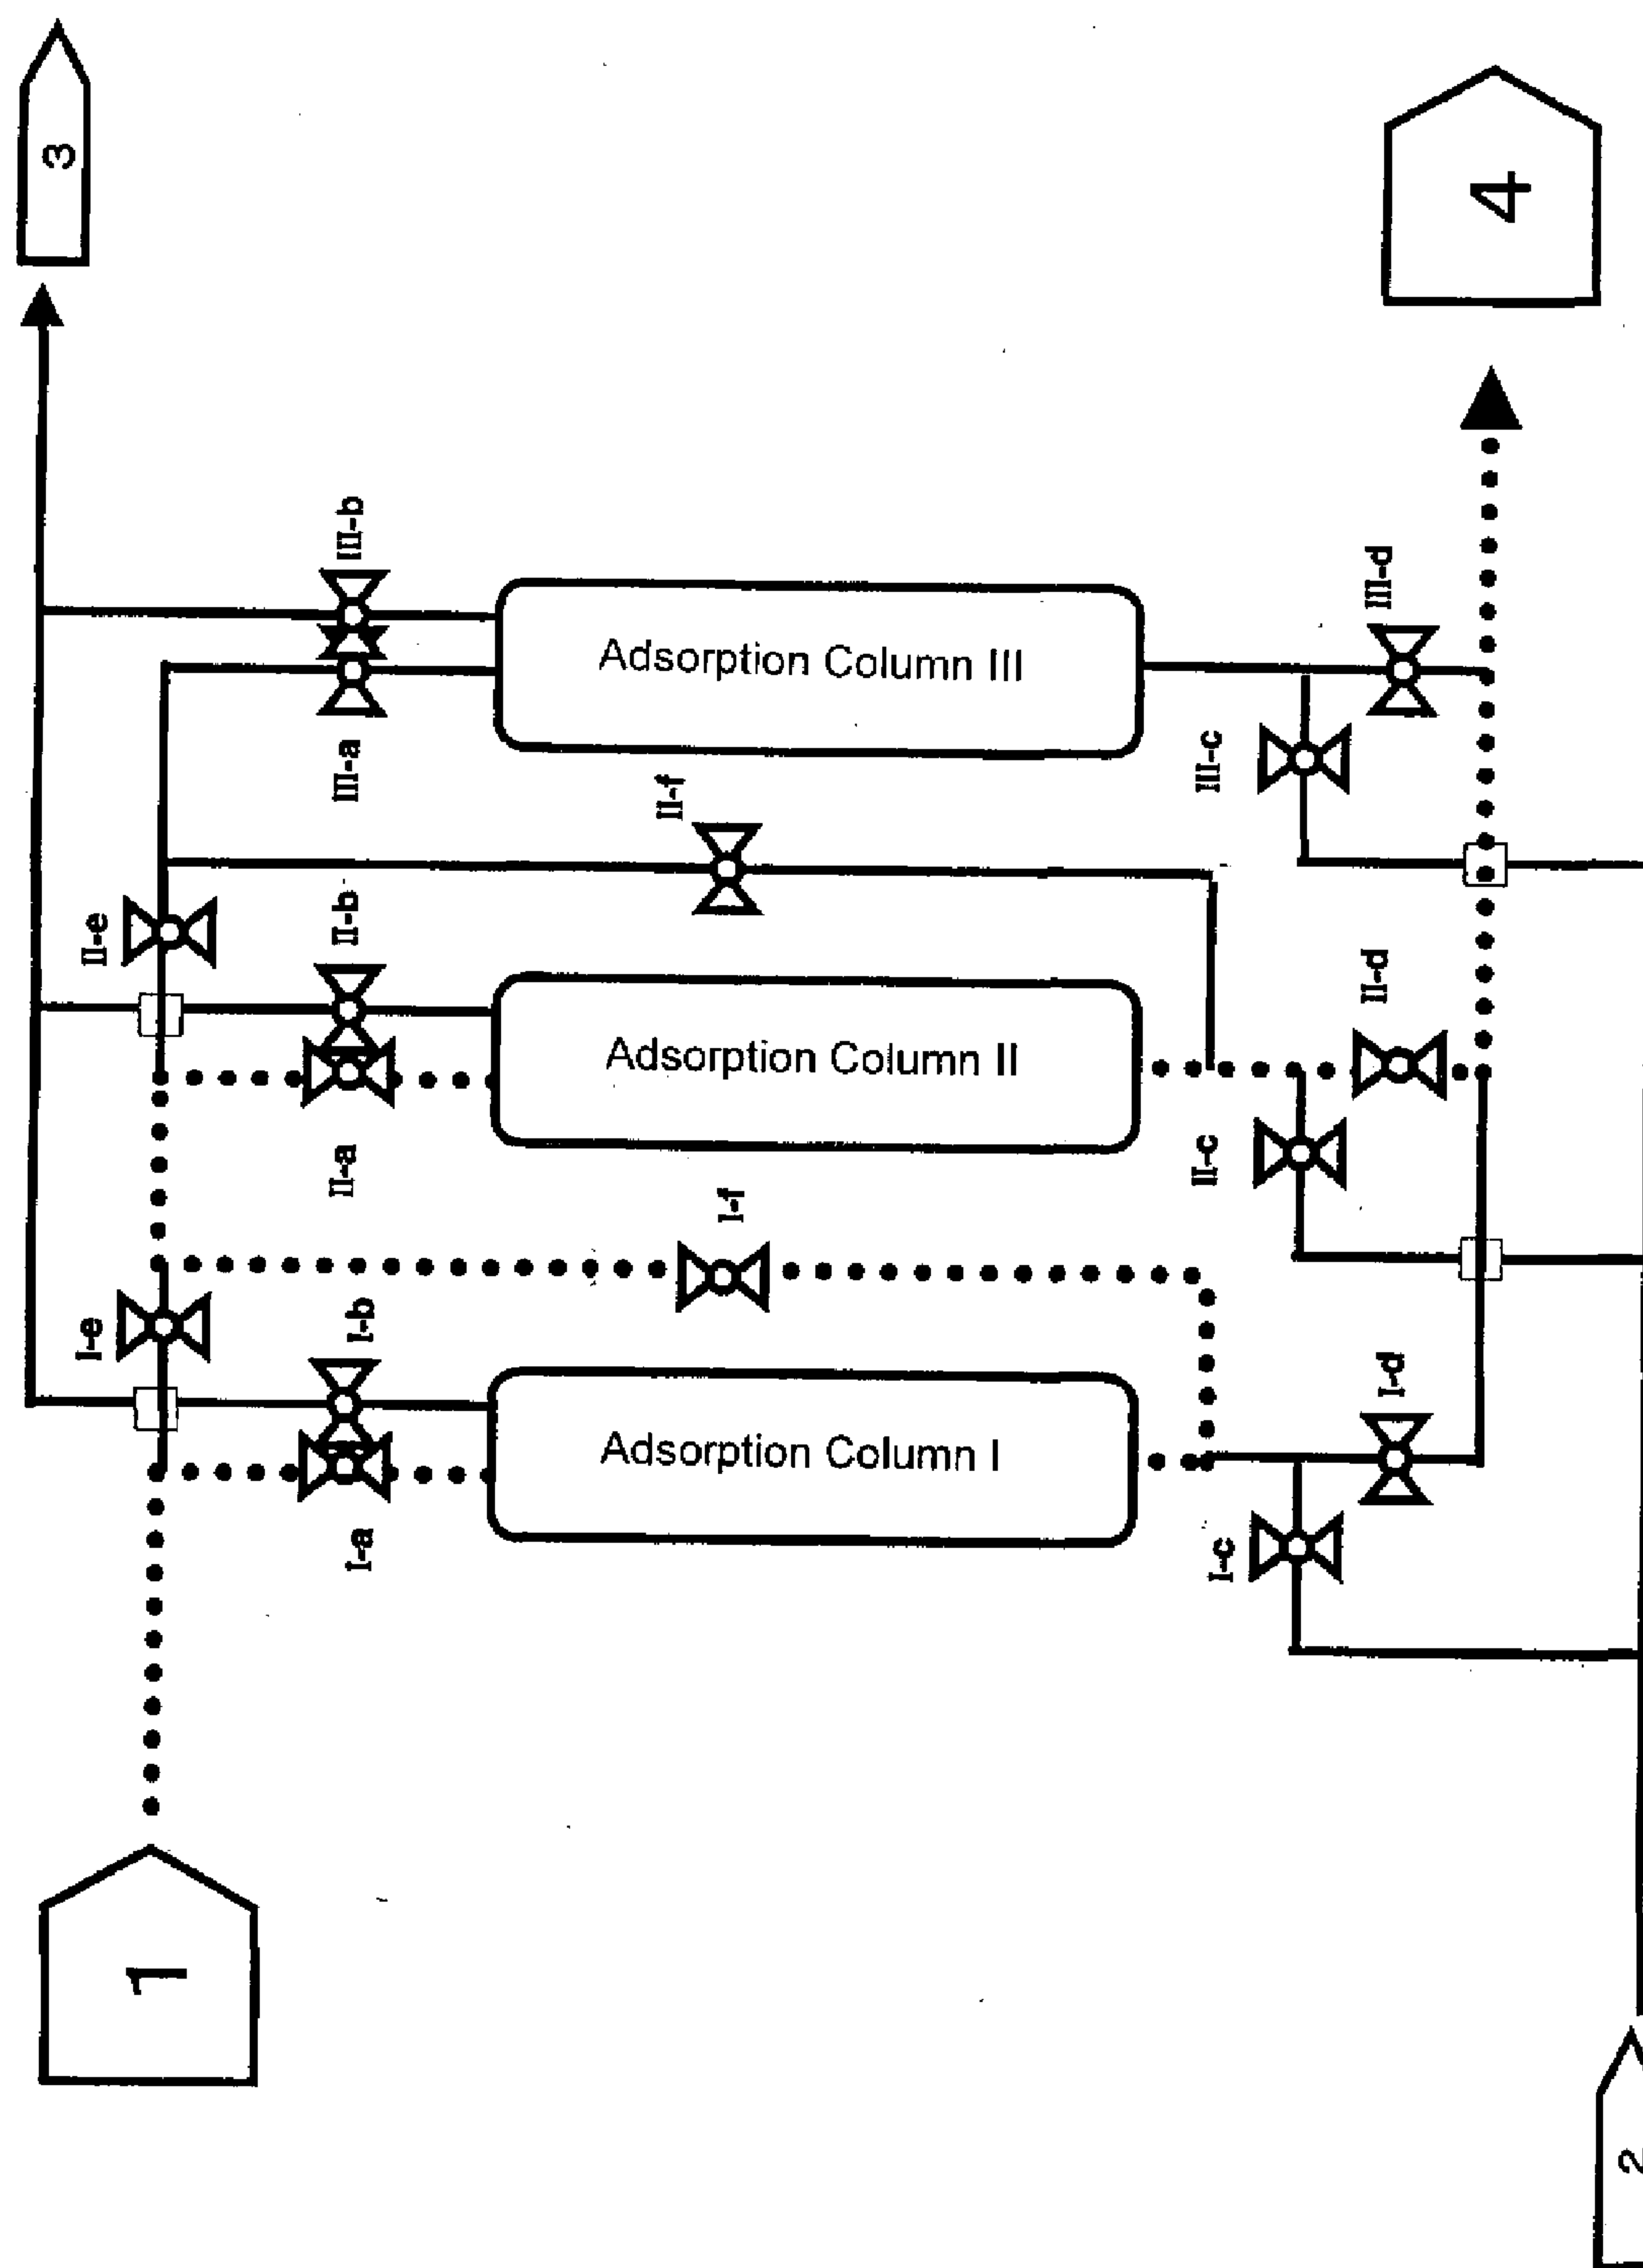 3
4
III-b
III-a
III-d
Adsorption Column III
III-c
II-f
II-e
II-b
II-d
Adsorption Column II
II-a
II-c
I-f
I-e
I-b
I-d
Adsorption Column I
I-a
I-c
1
2